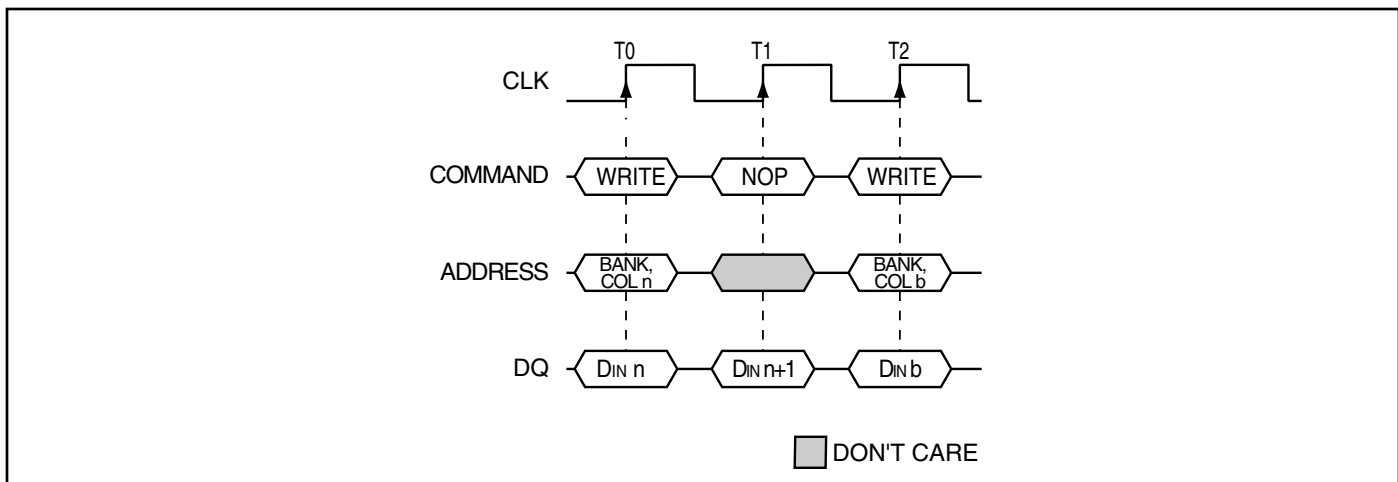 T0 T1 T2
CLK
COMMAND WRITE NOP WRITE
ADDRESS BANK, COL n BANK, COL b
DQ DIN n DIN n+1 DIN b
DON'T CARE